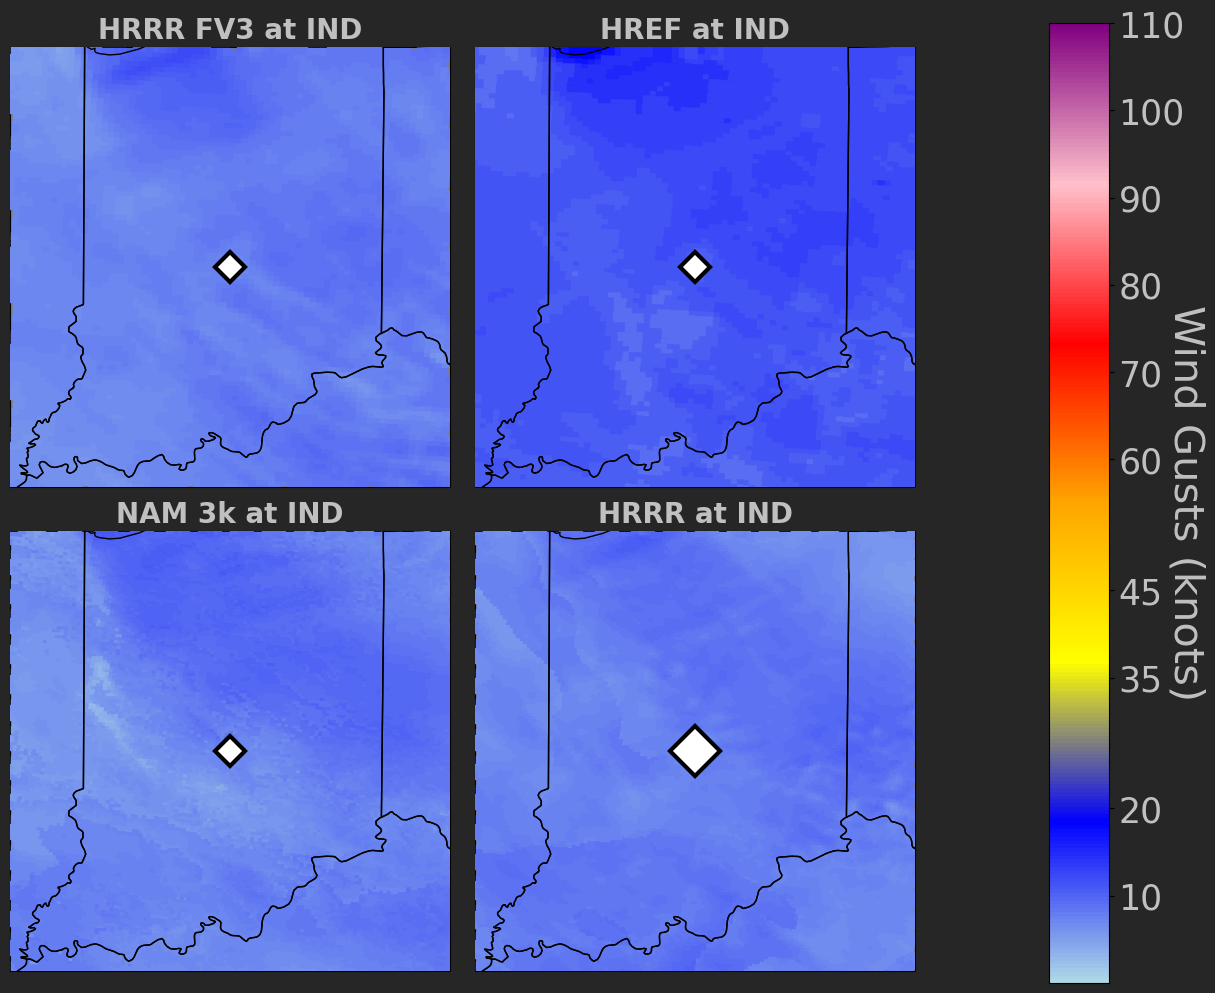 HRRR FV3 at IND
HREF at IND
NAM 3k at IND
HRRR at IND
110
100
90
80
70
60
45
35
20
10
Wind Gusts (knots)